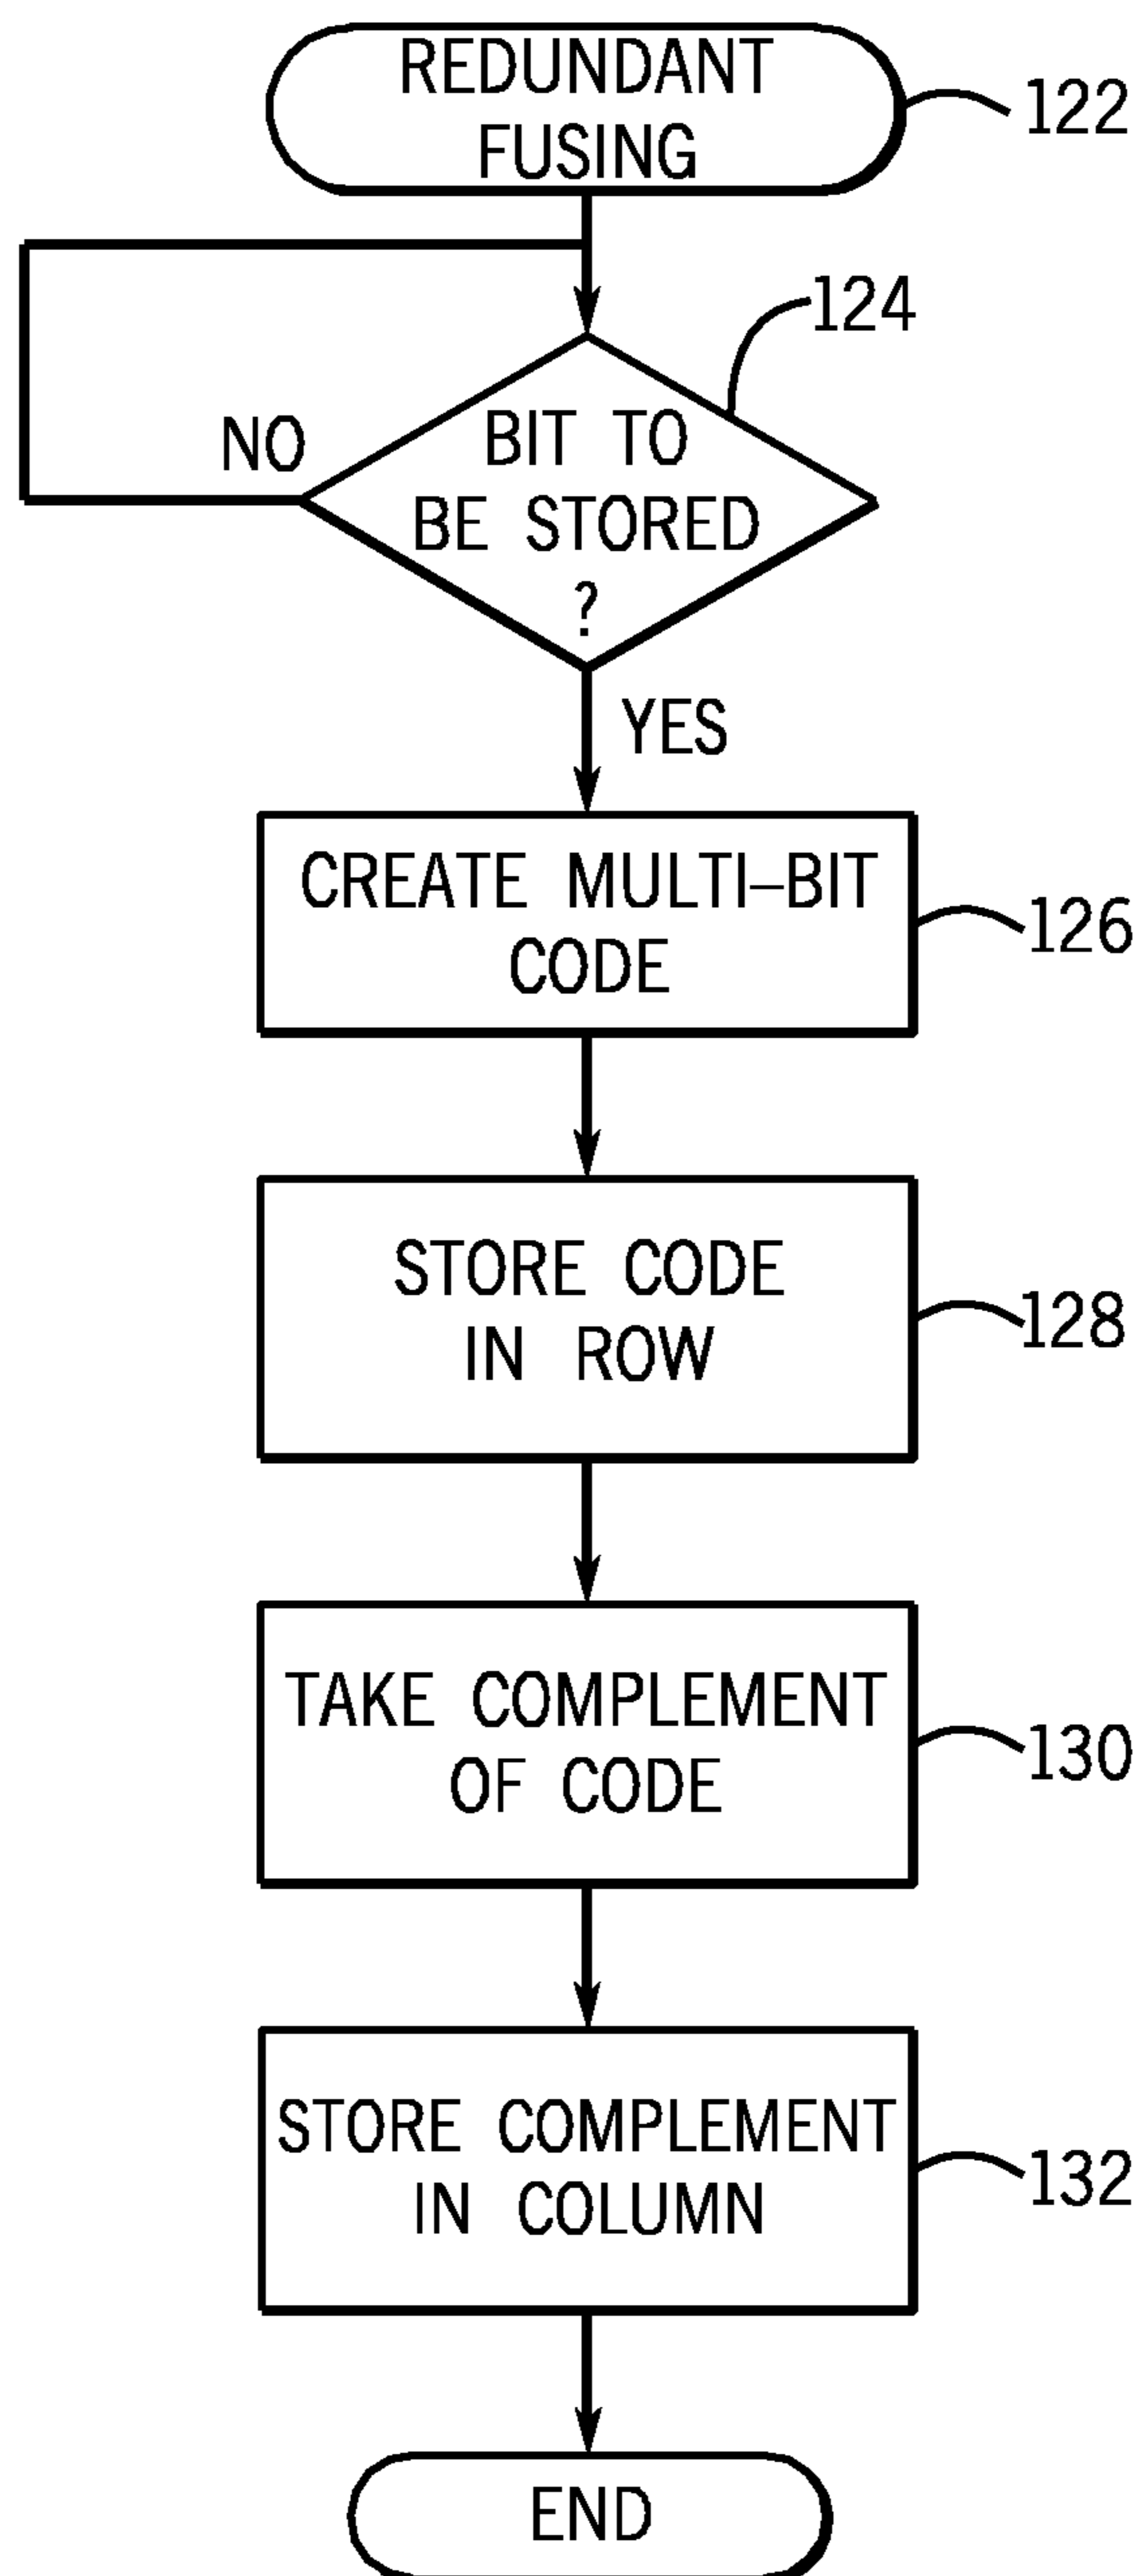 REDUNDANT
FUSING
122
124
BIT TO
BE STORED
?
NO
YES
CREATE MULTI–BIT
CODE
126
STORE CODE
IN ROW
128
TAKE COMPLEMENT
OF CODE
130
STORE COMPLEMENT
IN COLUMN
132
END